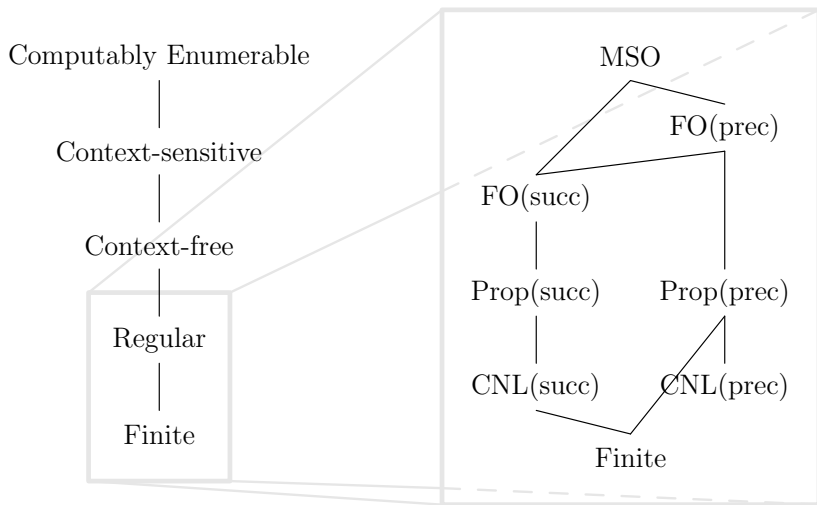 Computably Enumerable
Context-sensitive
Context-free
Regular
Finite
MSO
FO(prec)
FO(succ)
Prop(succ)
Prop(prec)
CNL(succ)
CNL(prec)
Finite